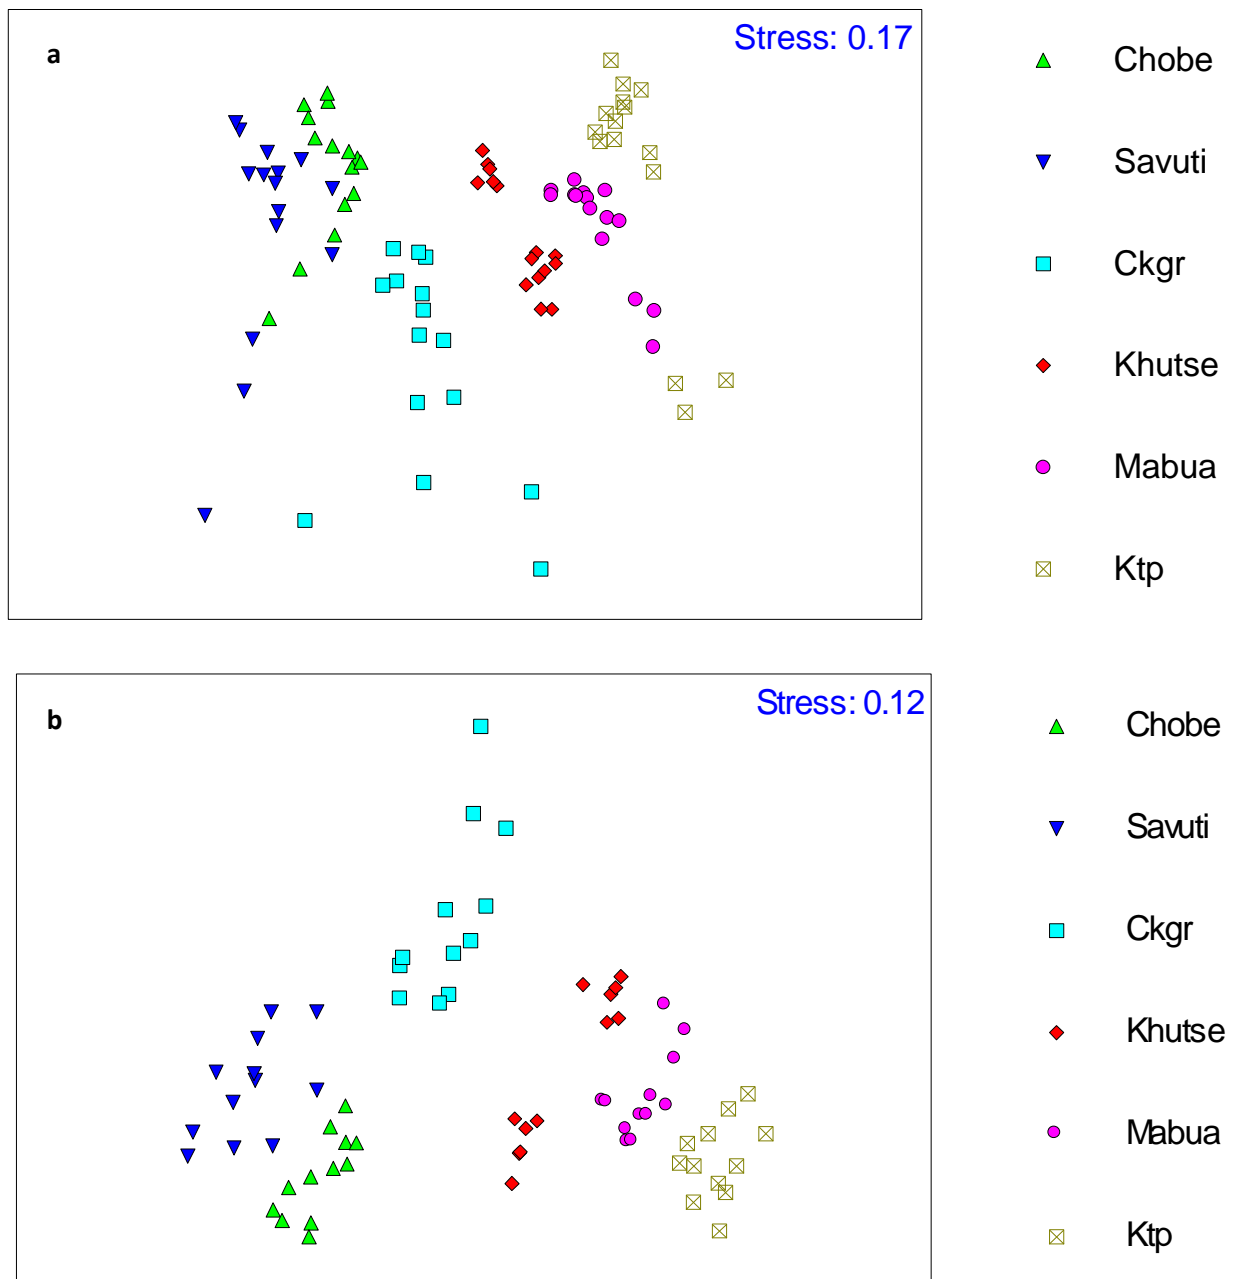 a
Stress: 0.17
Chobe
Savuti
Ckgr
Khutse
Mabua
Ktp
b
Stress: 0.12
Chobe
Savuti
Ckgr
Khutse
Mabua
Ktp